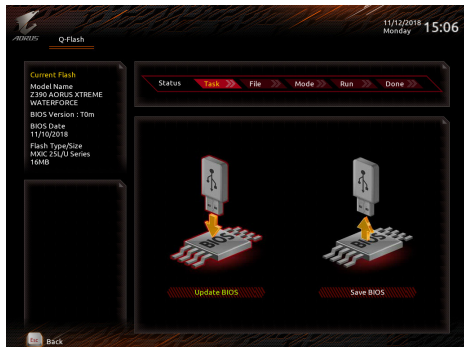 AORUS
Q-Flash
11/12/2018
Monday
15:06
Current Flash
Model Name
Z390 AORUS XTREME
WATERFORCE
BIOS Version : T0m
BIOS Date
11/10/2018
Flash Type/Size
MXIC 25L/U Series
16MB
Status Task File Mode Run Done
BIOS
BIOS
Update BIOS
Save BIOS
Esc Back